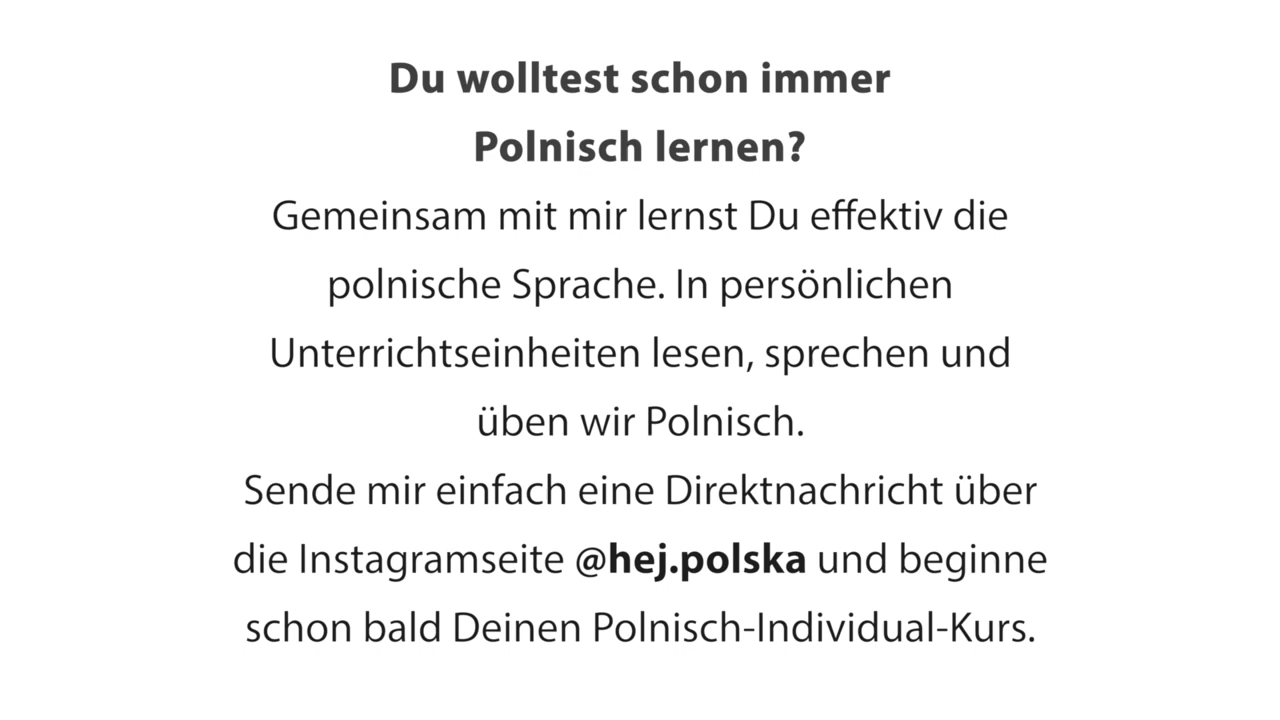 Du wolltest schon immer
Polnisch lernen?
Gemeinsam mit mir lernst Du effektiv die
polnische Sprache. In persönlichen
Unterrichtseinheiten lesen, sprechen und
üben wir Polnisch.
Sende mir einfach eine Direktnachricht über
die Instagramseite @hej.polska und beginne
schon bald Deinen Polnisch-Individual-Kurs.